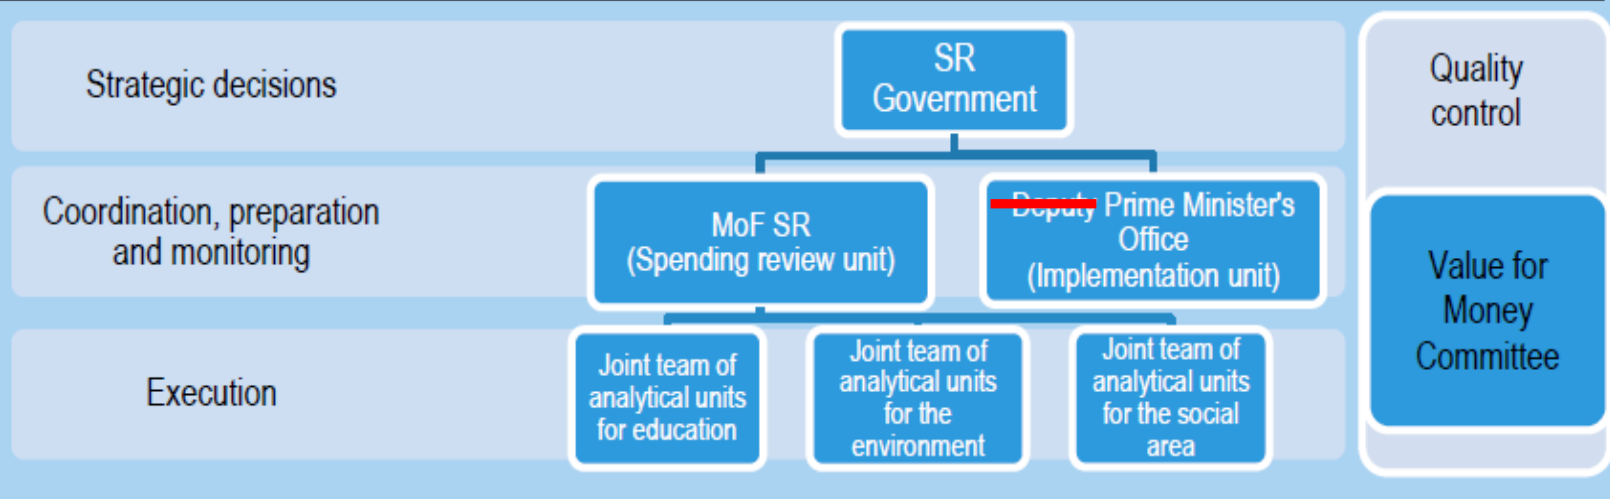 Strategic decisions
SR
Government
Quality
control
Coordination, preparation
and monitoring
MoF SR
(Spending review unit)
Deputy Prime Minister's
Office
(Implementation unit)
Value for
Money
Committee
Execution
Joint team of
analytical units
for education
Joint team of
analytical units
for the
environment
Joint team of
analytical units
for the social
area